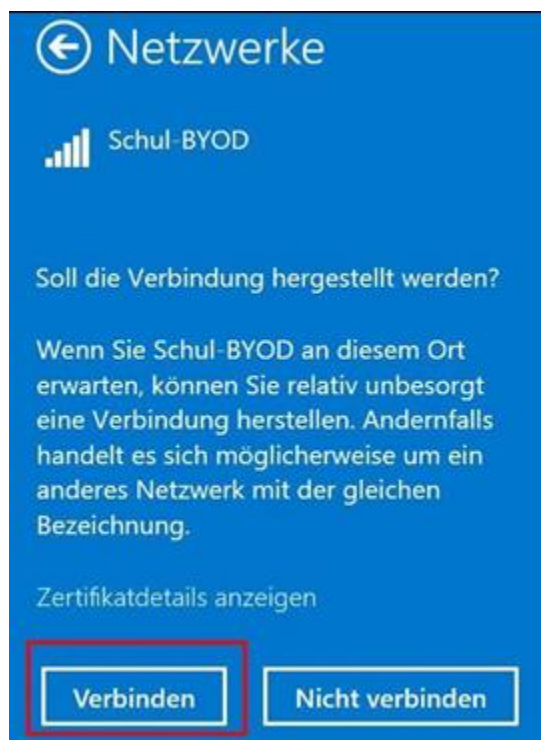 Netzwerke
Schul-BYOD
Soll die Verbindung hergestellt werden?
Wenn Sie Schul-BYOD an diesem Ort
erwarten, können Sie relativ unbesorgt
eine Verbindung herstellen. Andernfalls
handelt es sich möglicherweise um ein
anderes Netzwerk mit der gleichen
Bezeichnung.
Zertifikatdetails anzeigen
Verbinden Nicht verbinden